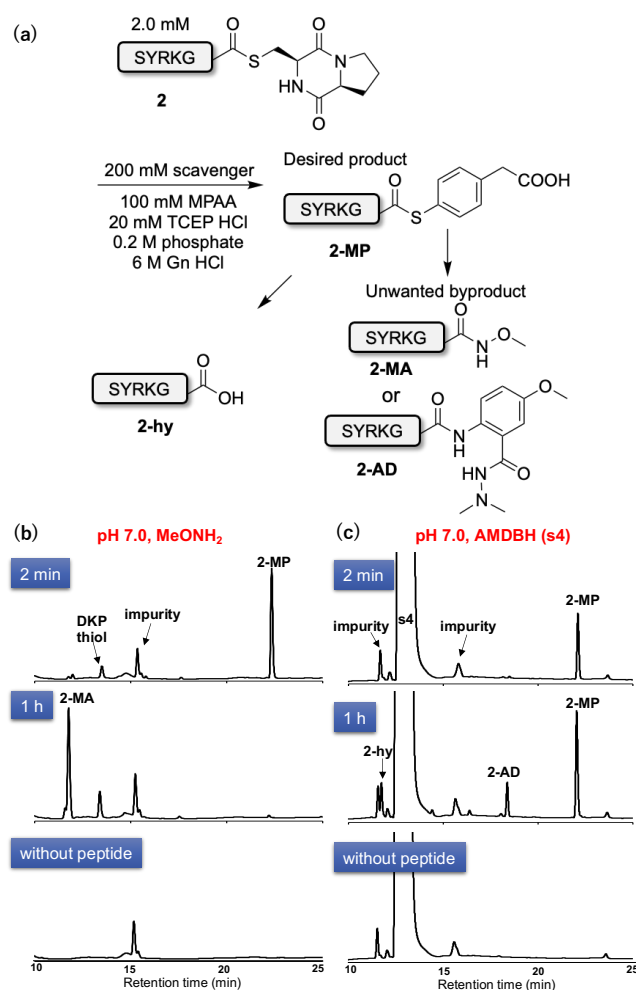 (a)
2.0 mM
SYRKG
O
S
O
N
HN
O
2
200 mM scavenger
100 mM MPAA
20 mM TCEP HCl
0.2 M phosphate
6 M Gn HCl
Desired product
SYRKG
O
S
COOH
2-MP
Unwanted byproduct
SYRKG
O
N
H
O
2-MA
or
SYRKG
O
OH
2-hy
SYRKG
O
N
H
O
2-AD
HN
O
N
(b)
pH 7.0, MeONH2
2 min
2-MP
DKP
thiol
impurity
1 h
2-MA
without peptide
10
15
20
25
Retention time (min)
(c)
pH 7.0, AMDBH (s4)
2 min
2-MP
impurity
s4
impurity
1 h
2-MP
2-hy
2-AD
without peptide
10
15
20
25
Retention time (min)